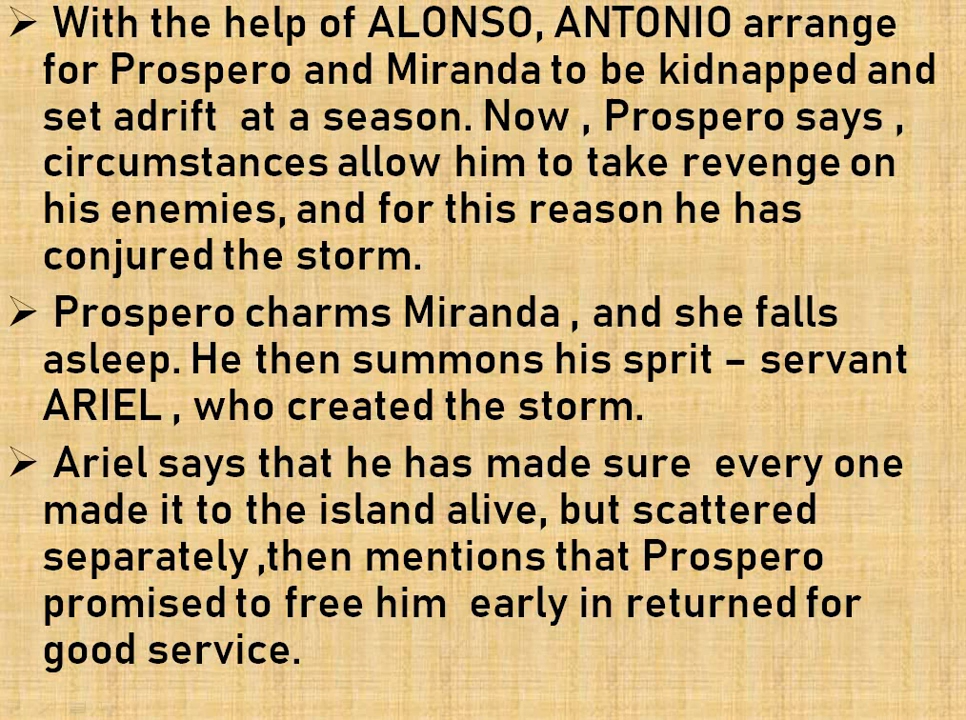 ➢ With the help of ALONSO, ANTONIO arrange
for Prospero and Miranda to be kidnapped and
set adrift at a season. Now , Prospero says ,
circumstances allow him to take revenge on
his enemies, and for this reason he has
conjured the storm.
➢ Prospero charms Miranda , and she falls
asleep. He then summons his sprit – servant
ARIEL , who created the storm.
➢ Ariel says that he has made sure every one
made it to the island alive, but scattered
separately ,then mentions that Prospero
promised to free him early in returned for
good service.